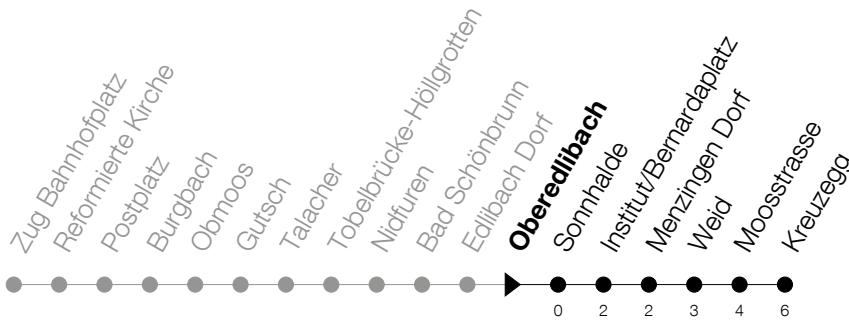 Zug Bahnhofplatz
Reformierte Kirche
Postplatz
Burgbach
Obmoos
Gutsch
Talacher
Tobelbrücke-Höllgrotten
Nidfuren
Bad Schönbrunn
Edlibach Dorf
Oberedlibach
Sonnhalde
Institut/Bernardaplatz
Menzingen Dorf
Weid
Moosstrasse
Kreuzegg
0 2 2 3 4 6